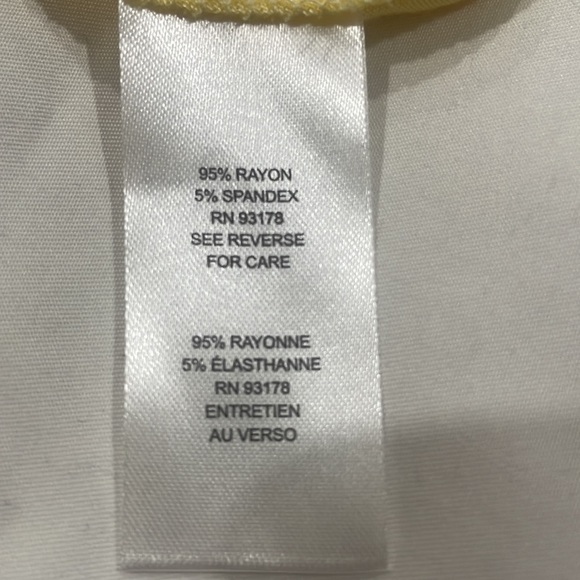 95% RAYON
5% SPANDEX
RN 93178
SEE REVERSE
FOR CARE
95% RAYONNE
5% ÉLASTHANNE
RN 93178
ENTRETIEN
AU VERSO